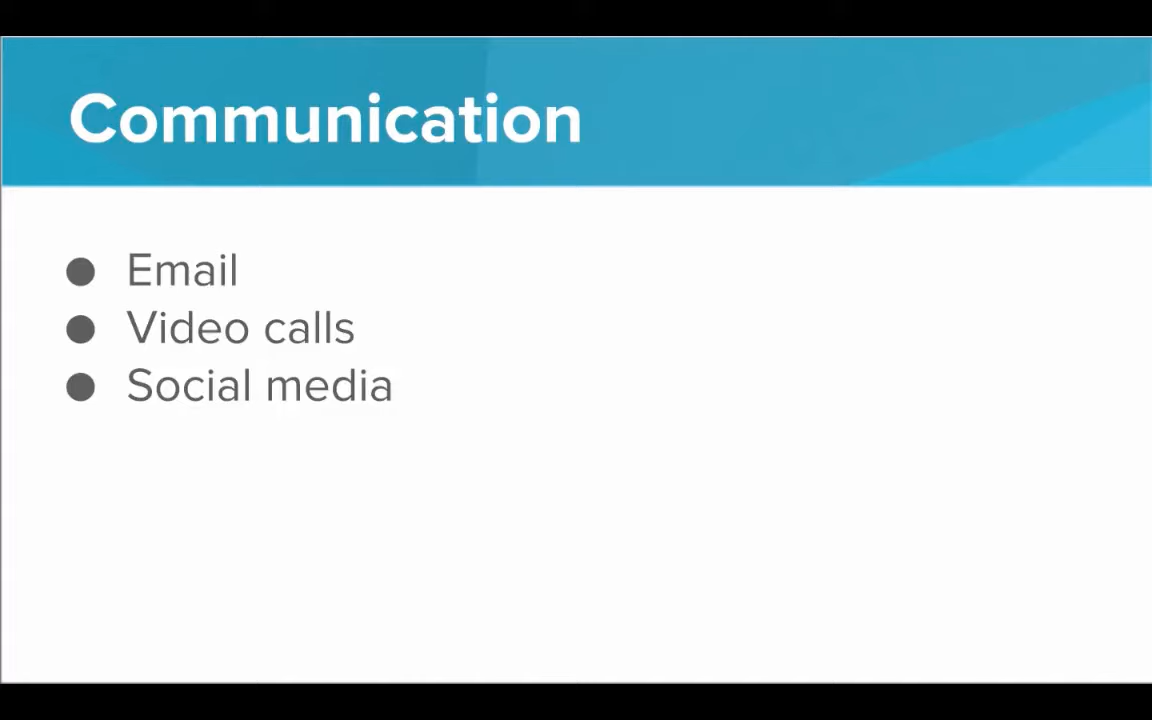 Communication
● Email
● Video calls
● Social media